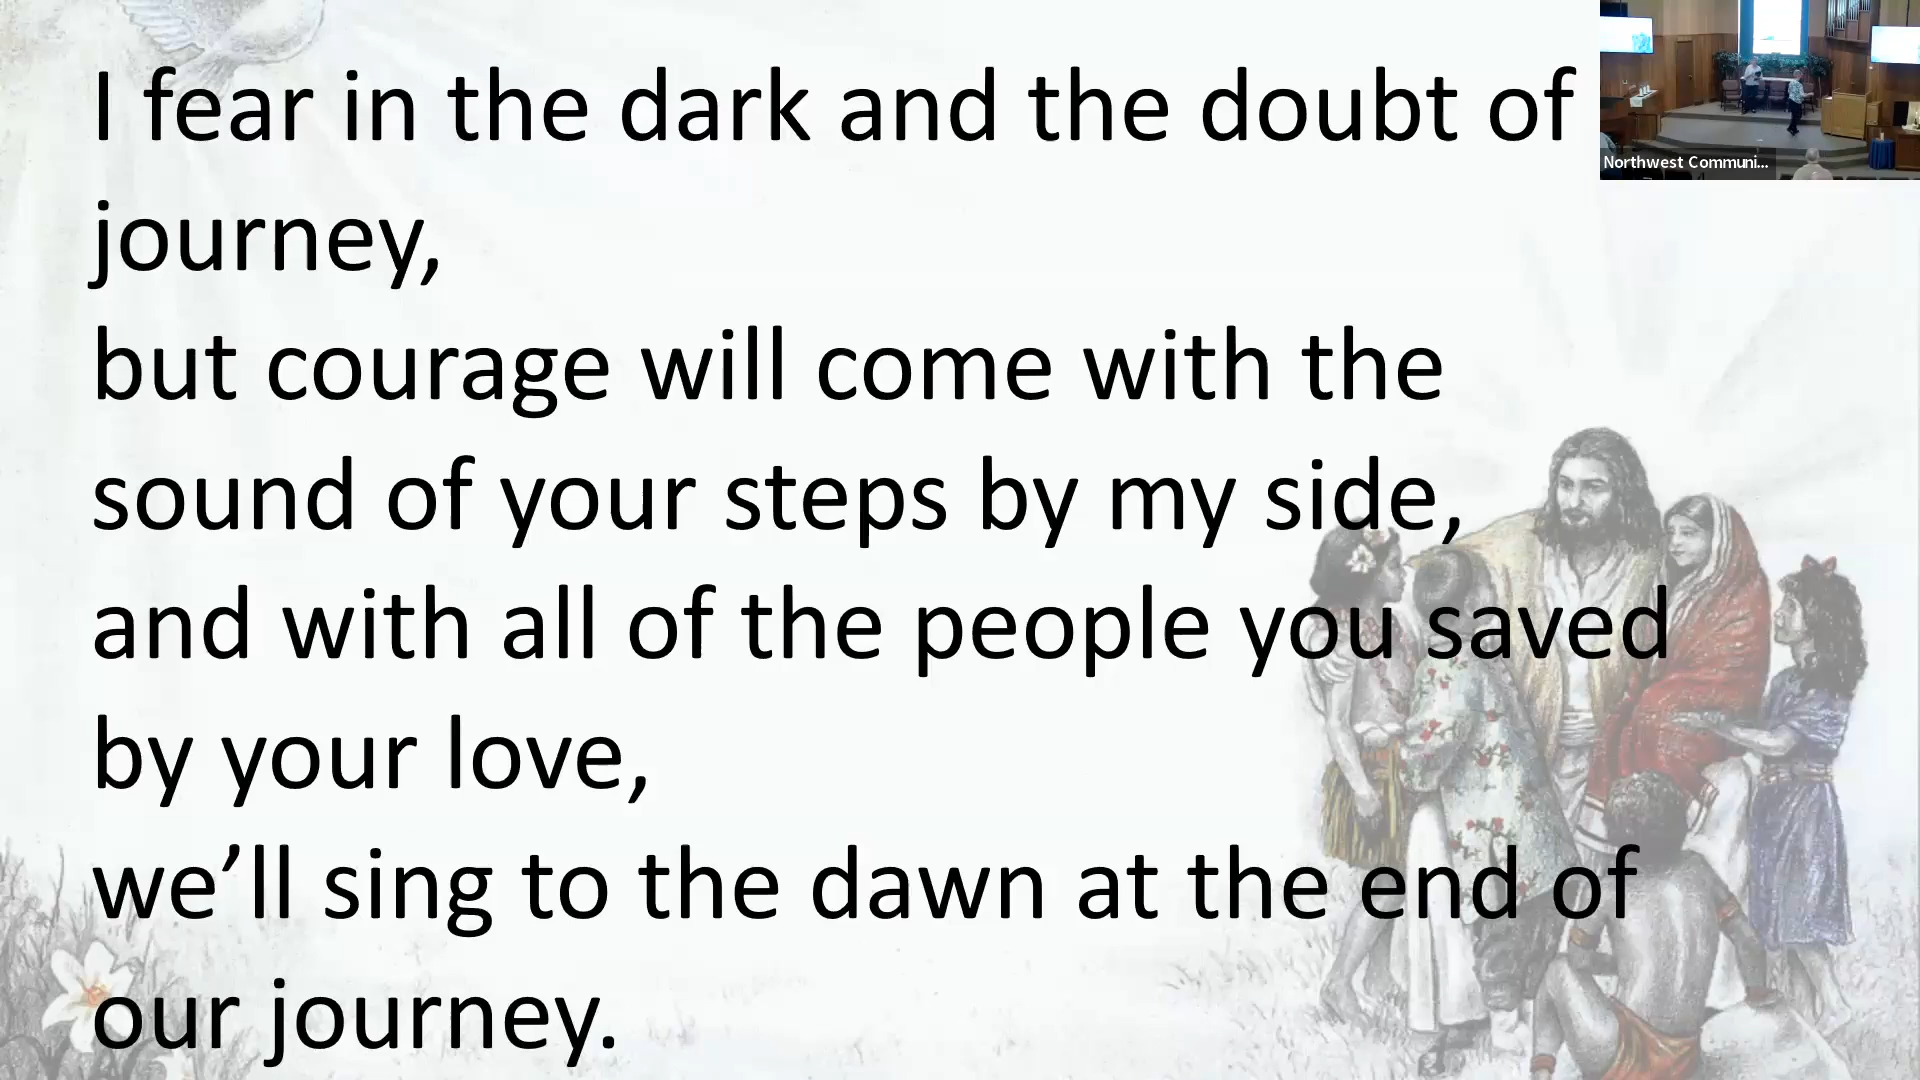 I fear in the dark and the doubt of
journey,
but courage will come with the
sound of your steps by my side,
and with all of the people you saved
by your love,
we’ll sing to the dawn at the end of
our journey.
Northwest Communi...